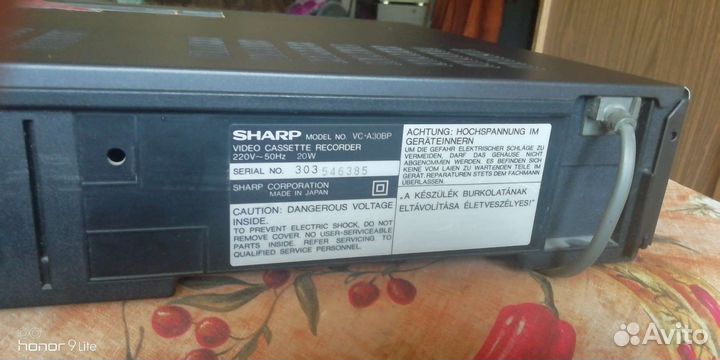 SHARP MODEL NO. VC-A30BP
VIDEO CASSETTE RECORDER
220V~50Hz 20W
SERIAL NO. 303 546385
SHARP CORPORATION
MADE IN JAPAN
CAUTION: DANGEROUS VOLTAGE
INSIDE.
TO PREVENT ELECTRIC SHOCK, DO NOT
REMOVE COVER. NO USER-SERVICEABLE
PARTS INSIDE. REFER SERVICING TO
QUALIFIED SERVICE PERSONNEL.
ACHTUNG: HOCHSPANNUNG IM
GERÄTEINNERN
UM DIE GEFAHR ELEKTRISCHER SCHLÄGE ZU
VERMEIDEN, DARF DAS GEHÄUSE NICHT
ABGENOMMEN WERDEN. ES BEFINDEN SICH
KEINE VOM LAIEN ZU WARTENDEN TEILE IM
GERÄT. REPARATUREN STETS DEM FACHMANN
ÜBERLASSEN.
„A KÉSZÜLÉK BURKOLATÁNAK
ELTÁVOLÍTÁSA ÉLETVESZÉLYES!"
honor 9 Lite
Avito